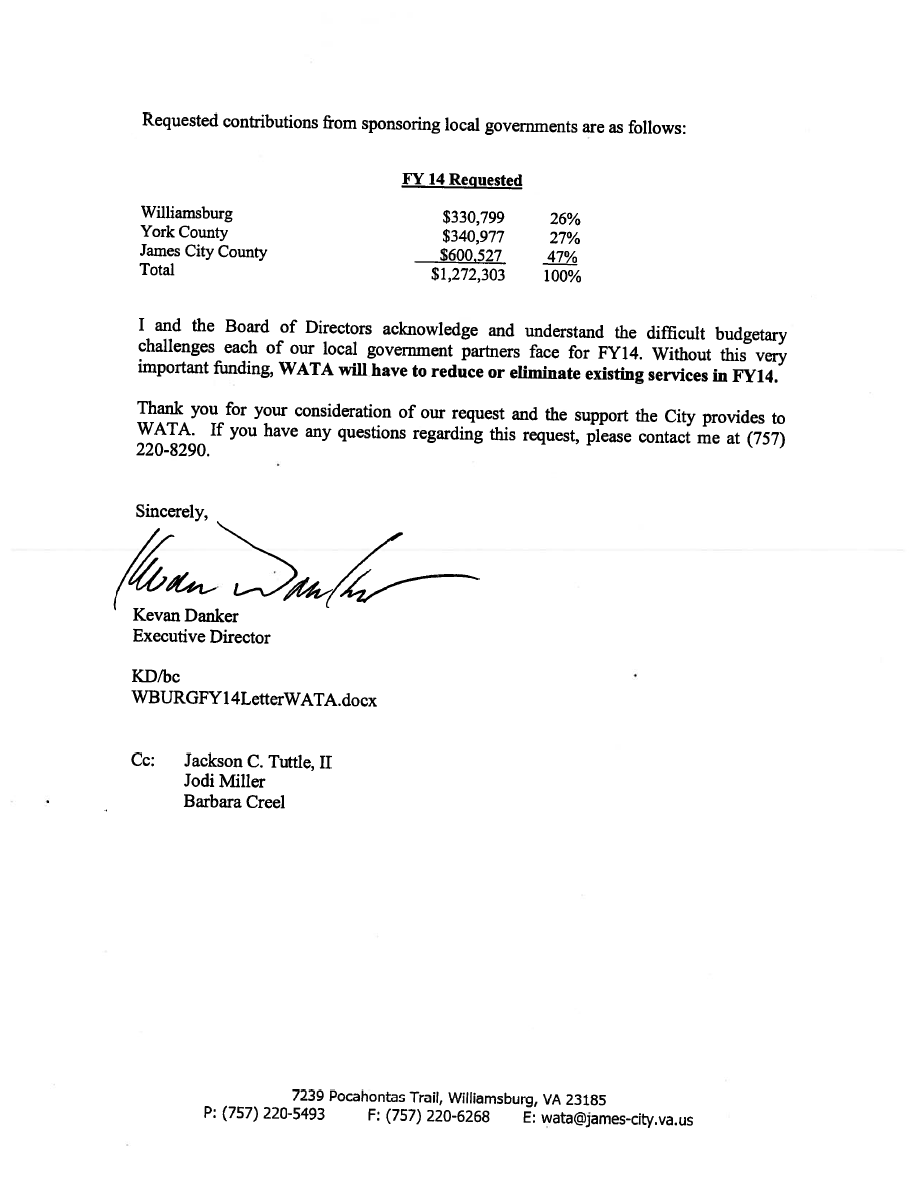 Requested contributions from sponsoring local governments are as follows:
FY 14 Requested
Williamsburg $330,799 26%
York County $340,977 27%
James City County $600,527 47%
Total $1,272,303 100%
I and the Board of Directors acknowledge and understand the difficult budgetary
challenges each of our local government partners face for FY14. Without this very
important funding, WATA will have to reduce or eliminate existing services in FY14.
Thank you for your consideration of our request and the support the City provides to
WATA. If you have any questions regarding this request, please contact me at (757)
220-8290.
Sincerely,
Kevan Danker
Kevan Danker
Executive Director
KD/bc
WBURGFY14LetterWATA.docx
Cc: Jackson C. Tuttle, II
Jodi Miller
Barbara Creel
7239 Pocahontas Trail, Williamsburg, VA 23185
P: (757) 220-5493 F: (757) 220-6268 E: wata@james-city.va.us